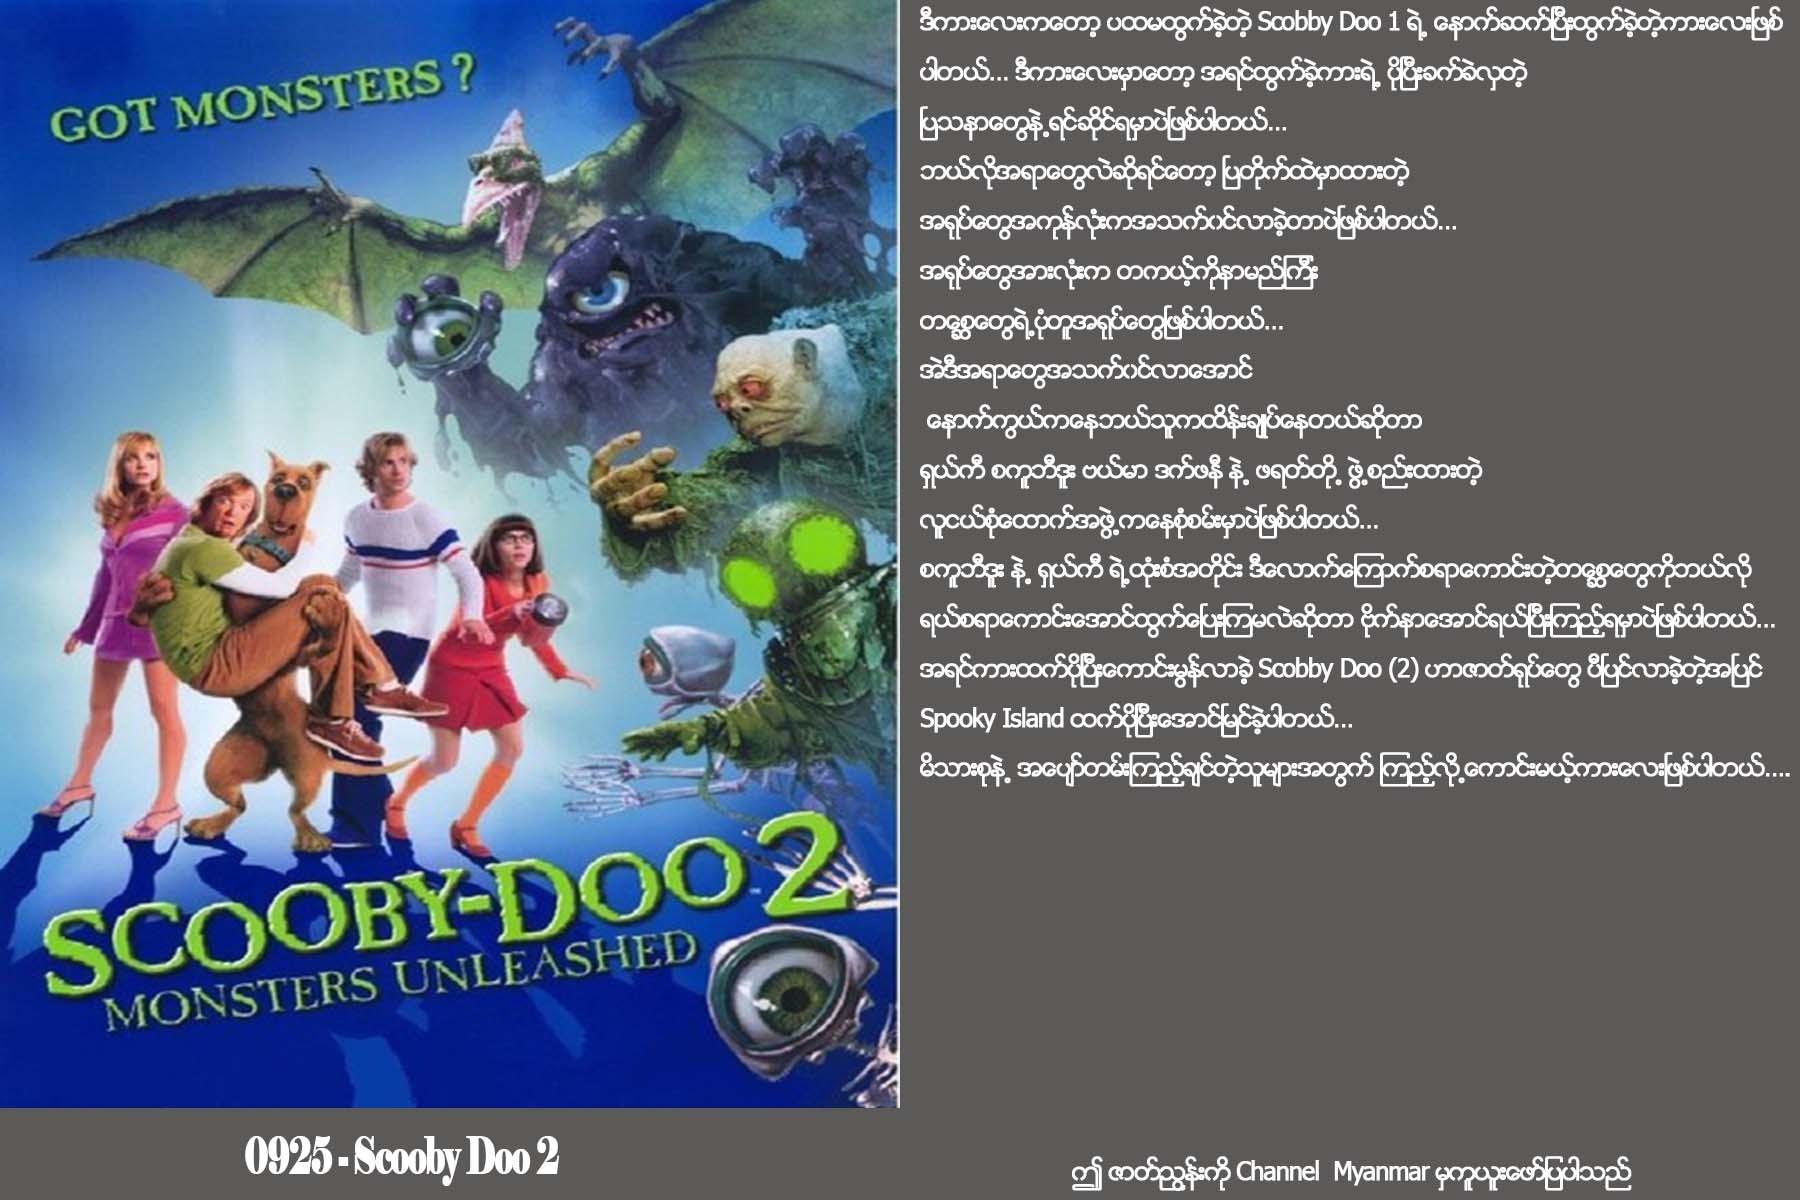 GOT MONSTERS ?
SCOOBY-DOO 2
MONSTERS UNLEASHED
0925 - Scooby Doo 2
ဒီကားလေးကတော့ ပထမထွက်ခဲ့တဲ့ Scobby Doo 1 ရဲ့ နောက်ဆက်ပြီးထွက်ခဲ့တဲ့ကားလေးဖြစ်
ပါတယ်... ဒီကားလေးမှာတော့ အရင်ထွက်ခဲ့ကားရဲ့ ပိုပြီးခက်ခဲလှတဲ့
ပြသနာတွေနဲ့ရင်ဆိုင်ရမှာပဲဖြစ်ပါတယ်...
ဘယ်လိုအရာတွေလဲဆိုရင်တော့ ပြတိုက်ထဲမှာထားတဲ့
အရုပ်တွေအကုန်လုံးကအသက်ဝင်လာခဲ့တာပဲဖြစ်ပါတယ်...
အရုပ်တွေအားလုံးက တကယ့်ကိုနာမည်ကြီး
တစ္ဆေတွေရဲ့ပုံတူအရုပ်တွေဖြစ်ပါတယ်...
အဲဒီအရာတွေအသက်ဝင်လာအောင်
နောက်ကွယ်ကနေဘယ်သူကထိန်းချုပ်နေတယ်ဆိုတာ
ရှယ်ကီ စကူဘီဒူး ဗယ်မာ ဒက်ဖနီ နဲ့ ဖရတ်တို့ ဖွဲ့စည်းထားတဲ့
လူငယ်စုံထောက်အဖွဲ့ကနေစုံစမ်းမှာပဲဖြစ်ပါတယ်...
စကူဘီဒူး နဲ့ ရှယ်ကီ ရဲ့ထုံးစံအတိုင်း ဒီလောက်ကြောက်စရာကောင်းတဲ့တစ္ဆေတွေကိုဘယ်လို
ရယ်စရာကောင်းအောင်ထွက်ပြေးကြမလဲဆိုတာ ဗိုက်နာအောင်ရယ်ပြီးကြည့်ရမှာပဲဖြစ်ပါတယ်...
အရင်ကားထက်ပိုပြီးကောင်းမွန်လာခဲ့ Scobby Doo (2) ဟာဇာတ်ရုပ်တွေ ပီပြင်လာခဲ့တဲ့အပြင်
Spooky Island ထက်ပိုပြီးအောင်မြင်ခဲ့ပါတယ်...
မိသားစုနဲ့ အပျော်တမ်းကြည့်ချင်တဲ့သူများအတွက် ကြည့်လို့ကောင်းမယ့်ကားလေးဖြစ်ပါတယ်....
ဤ ဇာတ်ညွှန်းကို Channel Myanmar မှကူယူးဖော်ပြပါသည်